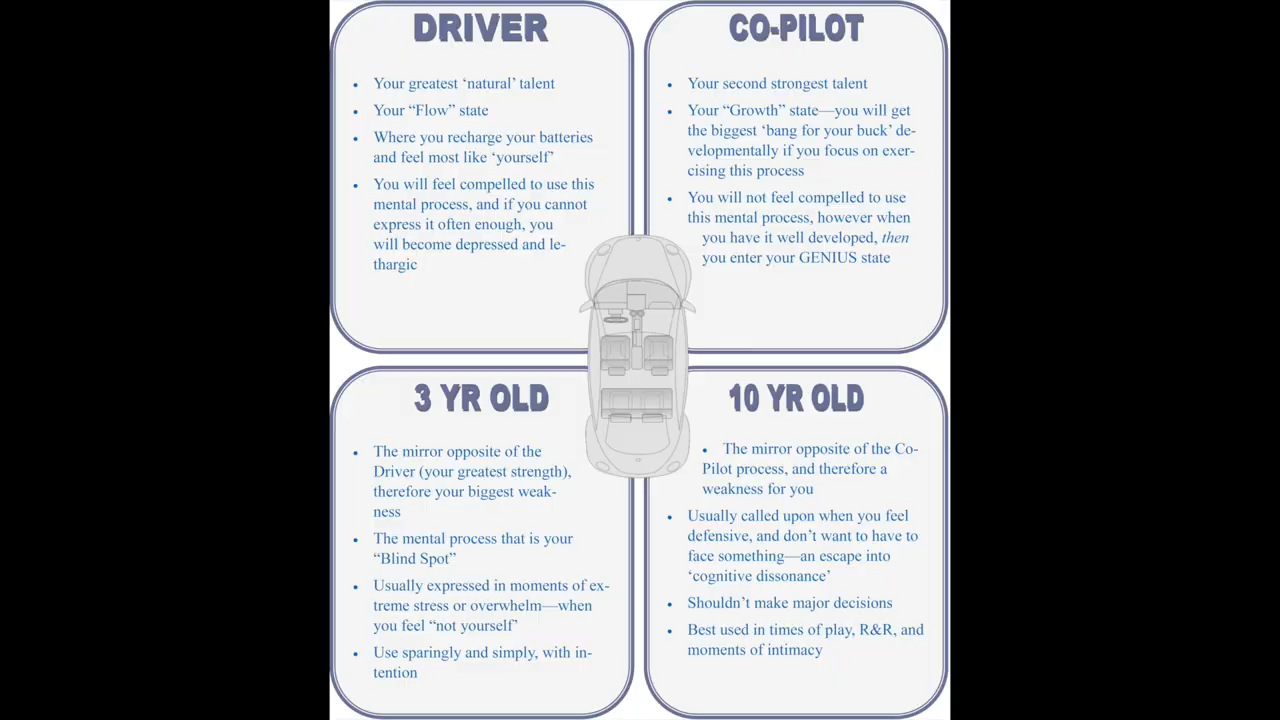 DRIVER
• Your greatest ‘natural’ talent
• Your “Flow” state
• Where you recharge your batteries
and feel most like ‘yourself’
• You will feel compelled to use this
mental process, and if you cannot
express it often enough, you
will become depressed and le-
thargic
CO-PILOT
• Your second strongest talent
• Your “Growth” state—you will get
the biggest ‘bang for your buck’ de-
velopmentally if you focus on exer-
cising this process
• You will not feel compelled to use
this mental process, however when
you have it well developed, then
you enter your GENIUS state
3 YR OLD
• The mirror opposite of the
Driver (your greatest strength),
therefore your biggest weak-
ness
• The mental process that is your
“Blind Spot”
• Usually expressed in moments of ex-
treme stress or overwhelm—when
you feel “not yourself’
• Use sparingly and simply, with in-
tention
10 YR OLD
• The mirror opposite of the Co-
Pilot process, and therefore a
weakness for you
• Usually called upon when you feel
defensive, and don’t want to have to
face something—an escape into
‘cognitive dissonance’
• Shouldn’t make major decisions
• Best used in times of play, R&R, and
moments of intimacy